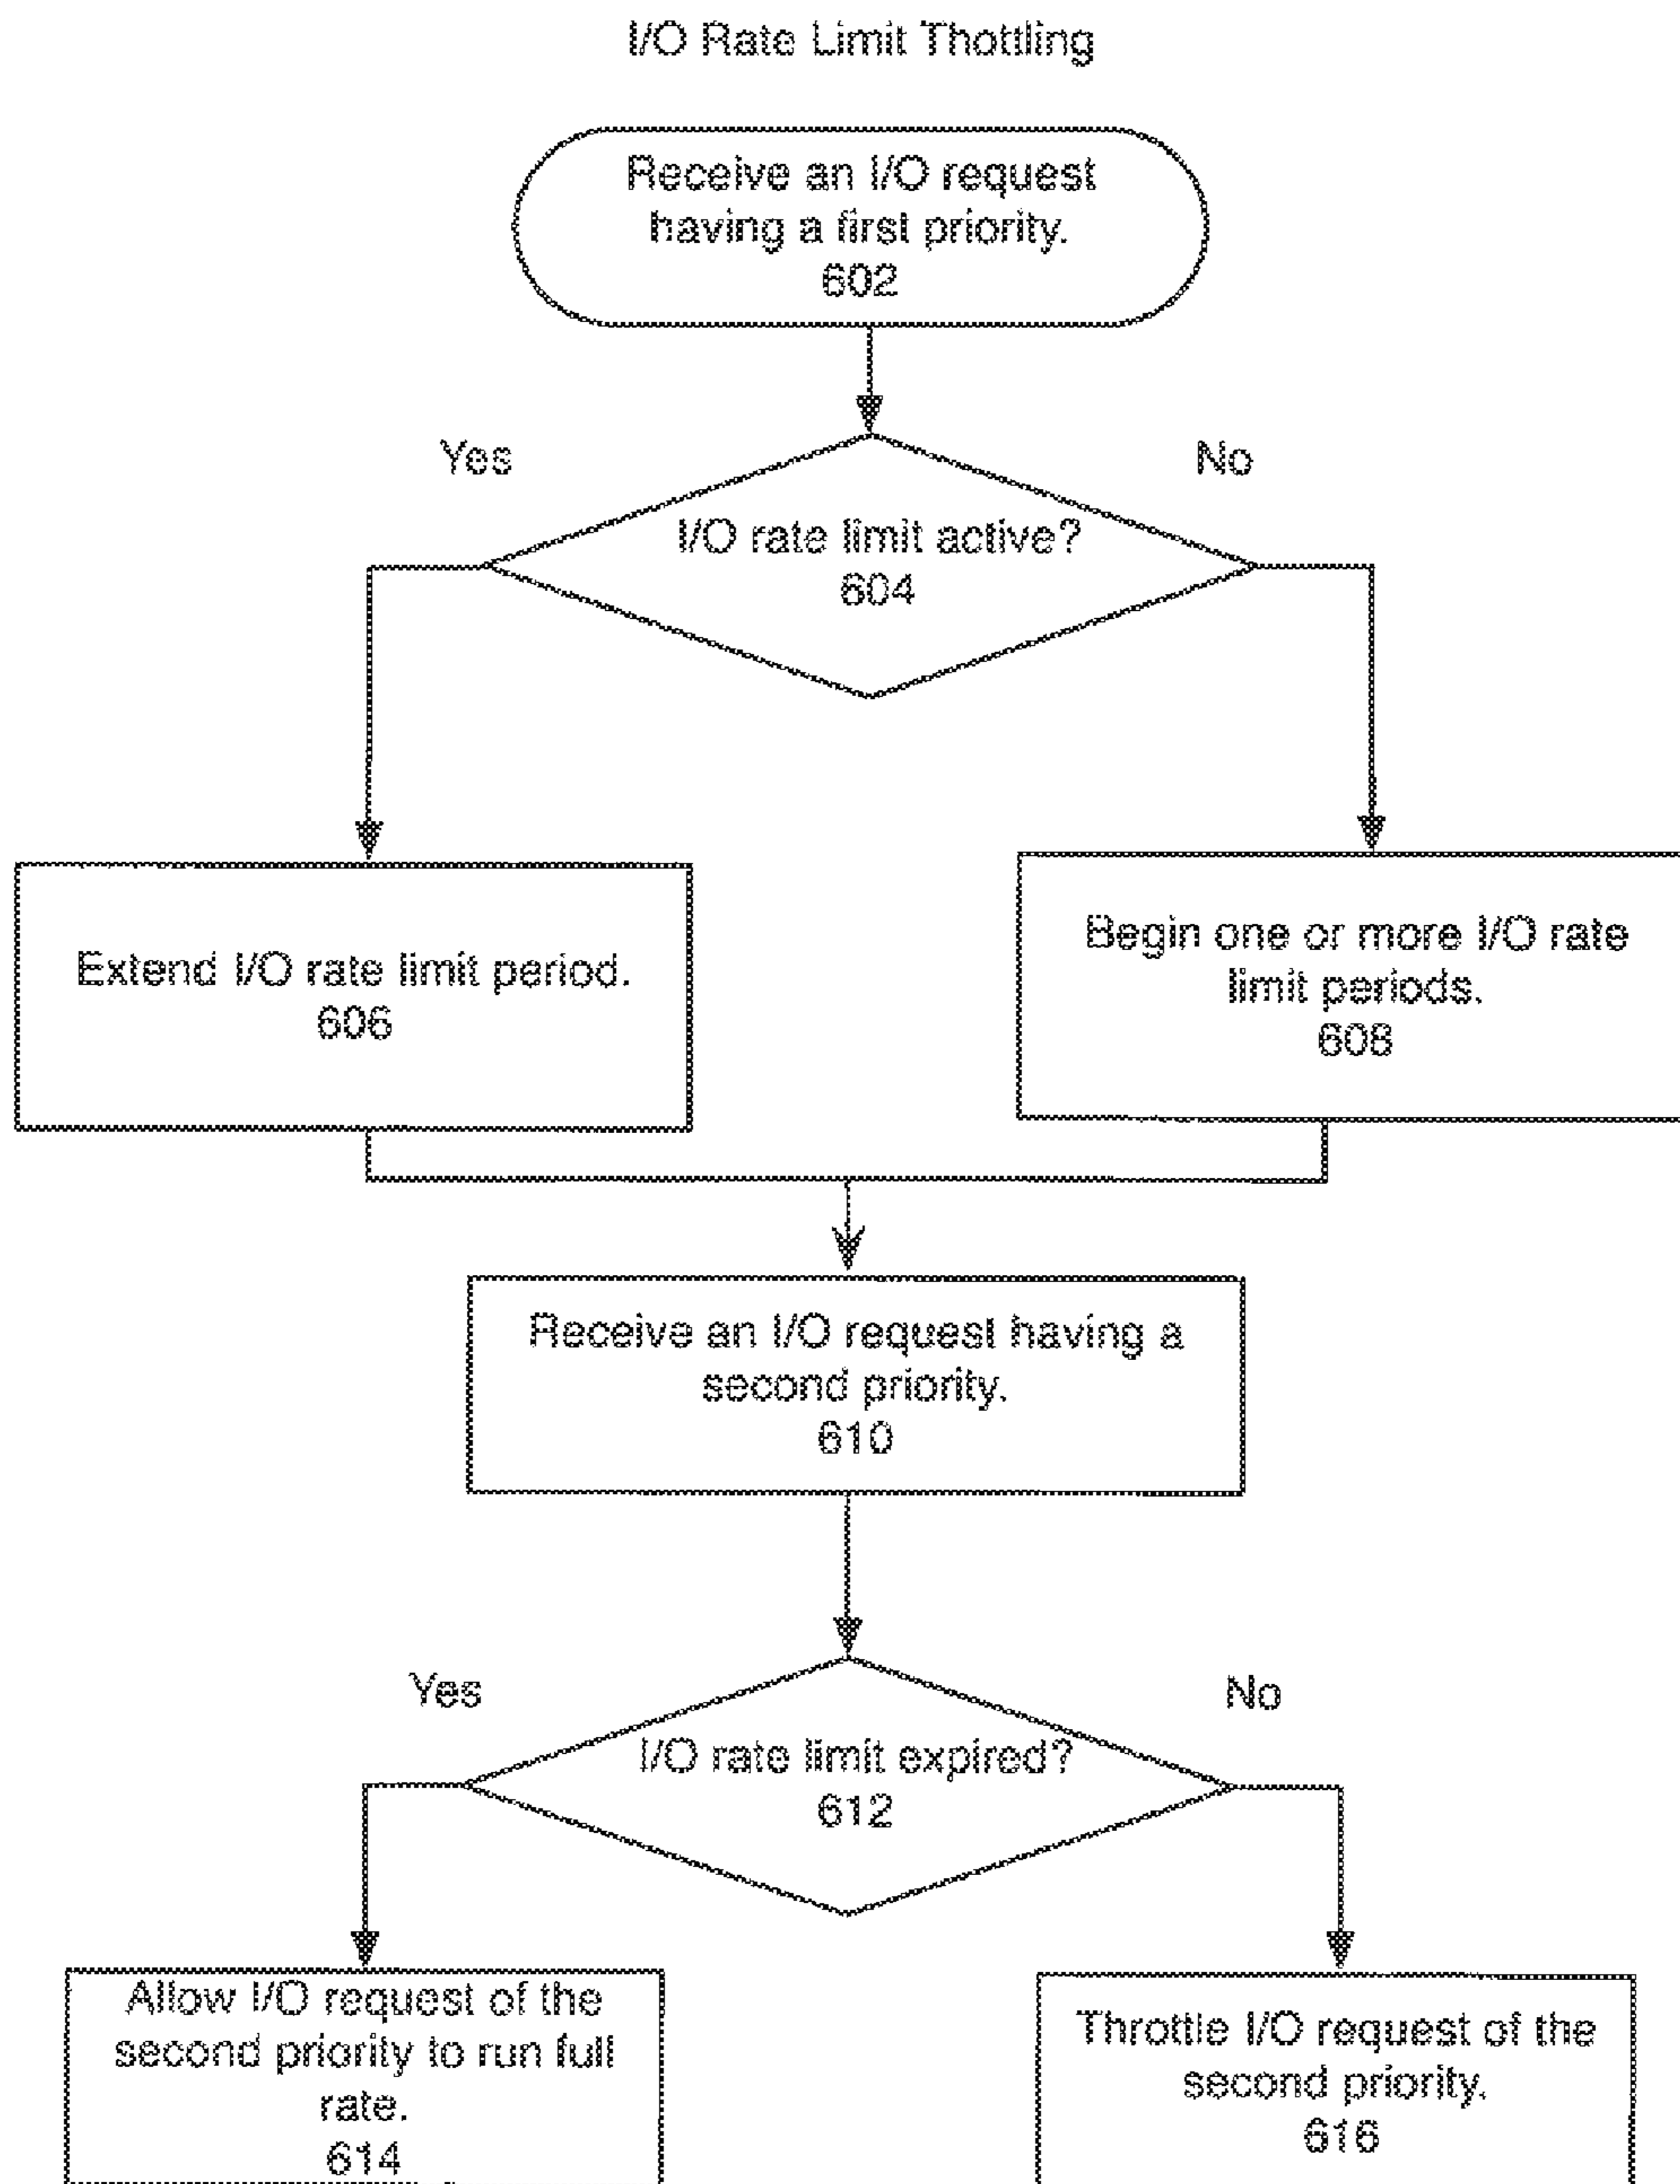 I/O Rate Limit Thottling
Receive an I/O request
having a first priority.
602
Yes
No
I/O rate limit active?
604
Extend I/O rate limit period.
606
Begin one or more I/O rate
limit periods.
608
Receive an I/O request having a
second priority.
610
Yes
No
I/O rate limit expired?
612
Allow I/O request of the
second priority to run full
rate.
614
Throttle I/O request of the
second priority.
616